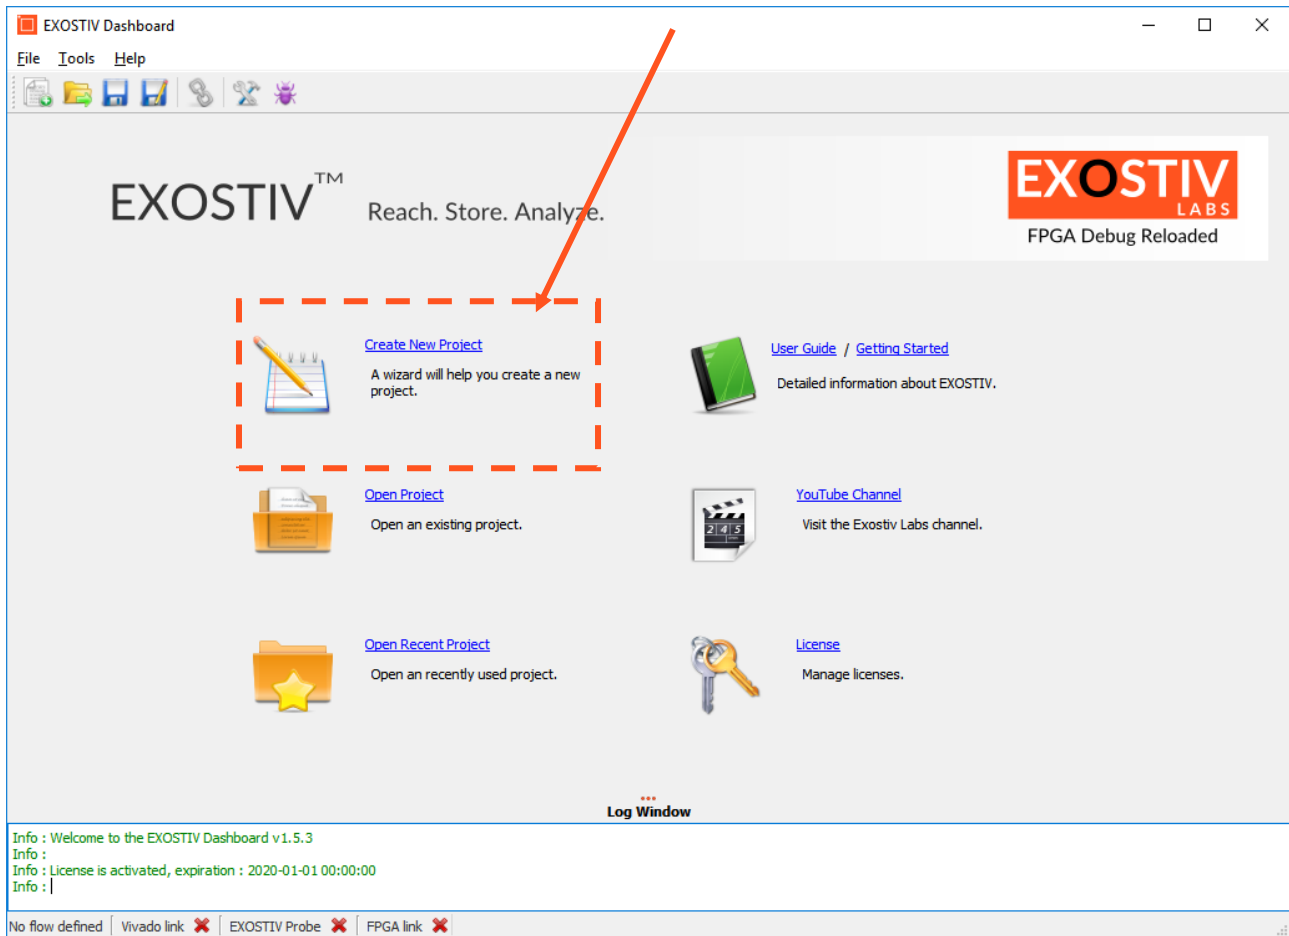 EXOSTIV Dashboard
File Tools Help
EXOSTIV™ Reach. Store. Analyze.
EXOSTIV
LABS
FPGA Debug Reloaded
Create New Project
A wizard will help you create a new
project.
User Guide / Getting Started
Detailed information about EXOSTIV.
Open Project
Open an existing project.
YouTube Channel
Visit the Exostiv Labs channel.
2 4 5
Open Recent Project
Open an recently used project.
License
Manage licenses.
Log Window
Info : Welcome to the EXOSTIV Dashboard v1.5.3
Info :
Info : License is activated, expiration : 2020-01-01 00:00:00
Info :
No flow defined Vivado link EXOSTIV Probe FPGA link